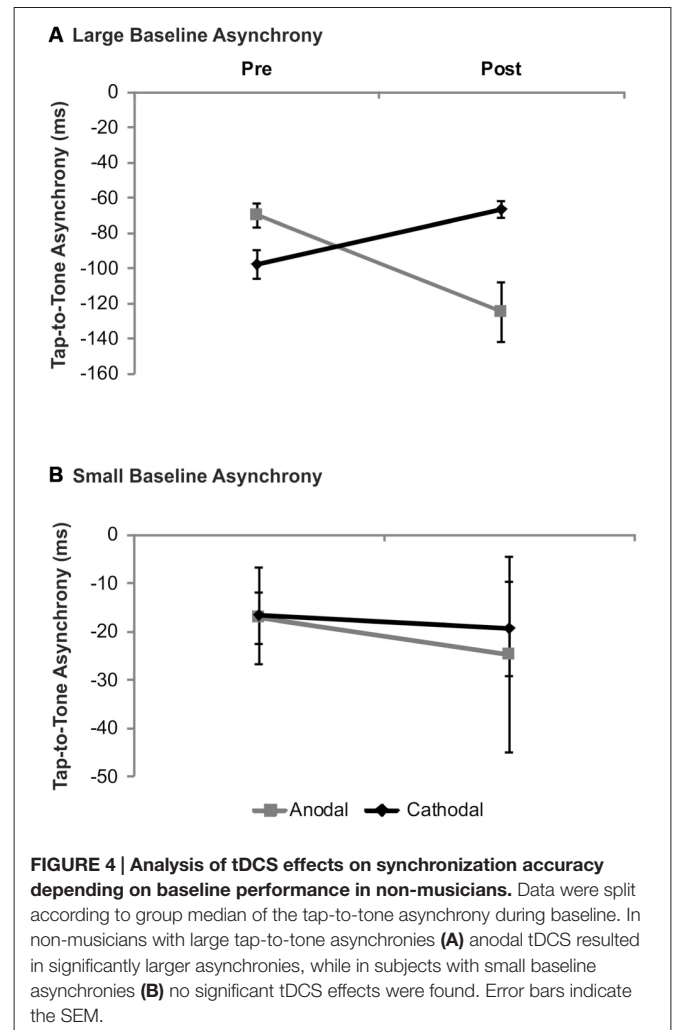 A Large Baseline Asynchrony
Pre Post
Tap-to-Tone Asynchrony (ms)
0
-20
-40
-60
-80
-100
-120
-140
-160
B Small Baseline Asynchrony
Tap-to-Tone Asynchrony (ms)
0
-10
-20
-30
-40
-50
Anodal Cathodal
FIGURE 4 | Analysis of tDCS effects on synchronization accuracy
depending on baseline performance in non-musicians. Data were split
according to group median of the tap-to-tone asynchrony during baseline. In
non-musicians with large tap-to-tone asynchronies (A) anodal tDCS resulted
in significantly larger asynchronies, while in subjects with small baseline
asynchronies (B) no significant tDCS effects were found. Error bars indicate
the SEM.